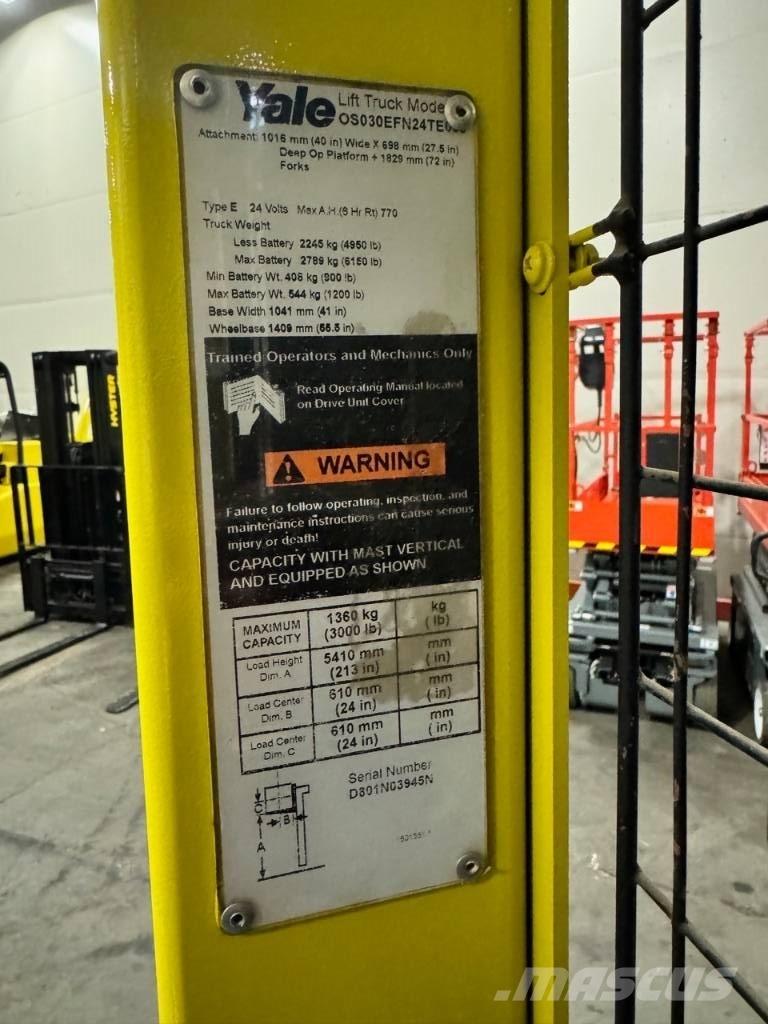 Yale Lift Truck Mode
OS030EFN24TE
Attachment: 1016 mm (40 in) Wide X 698 mm (27.5 in)
Deep Op Platform + 1829 mm (72 in)
Forks
Type E 24 Volts Max A.H.(6 Hr Rt) 770
Truck Weight
Less Battery 2245 kg (4950 lb)
Max Battery 2789 kg (6150 lb)
Min Battery Wt. 408 kg (900 lb)
Max Battery Wt. 544 kg (1200 lb)
Base Width 1041 mm (41 in)
Wheelbase 1409 mm (55.5 in)
Trained Operators and Mechanics Only
Read Operating Manual located
on Drive Unit Cover
WARNING
Failure to follow operating, inspection, and
maintenance instructions can cause serious
injury or death!
CAPACITY WITH MAST VERTICAL
AND EQUIPPED AS SHOWN
MAXIMUM CAPACITY 1360 kg (3000 lb) kg ( lb)
Load Height Dim. A 5410 mm (213 in) mm ( in)
Load Center Dim. B 610 mm (24 in) mm ( in)
Load Center Dim. C 610 mm (24 in) mm ( in)
Serial Number
D801N03945N
C
B
A
HYSTER
MASCUS